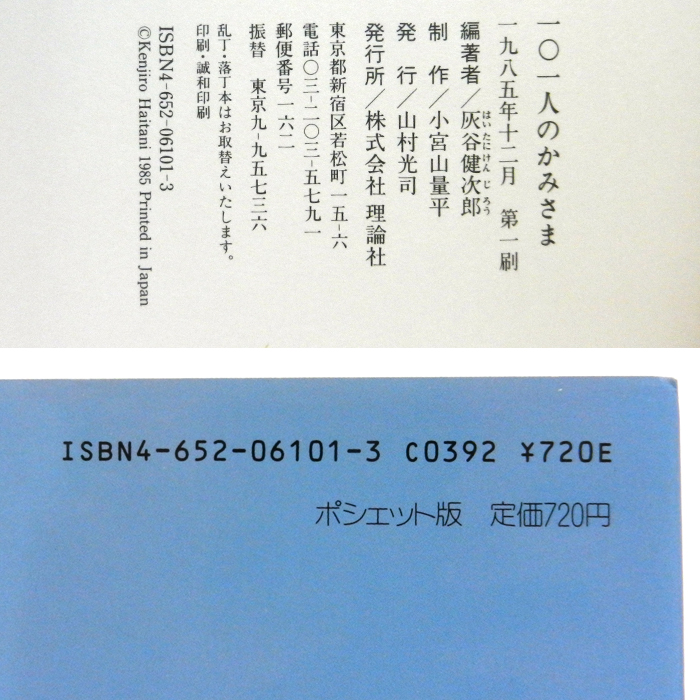 一〇一人のかみさま
一九八五年十二月　第一刷
編著者／灰谷健次郎
はいたにけんじろう
制　作／小宮山量平
発　行／山村光司
発行所／株式会社 理論社
東京都新宿区若松町一五-六
電話〇三-二〇三-五七九一
郵便番号一六二
振替　東京九-九五七三六
乱丁・落丁本はお取替えいたします。
印刷・誠和印刷
ISBN4-652-06101-3
©Kenjiro Haitani 1985 Printed in Japan
ISBN4-652-06101-3 C0392 ¥720E
ポシェット版　定価720円